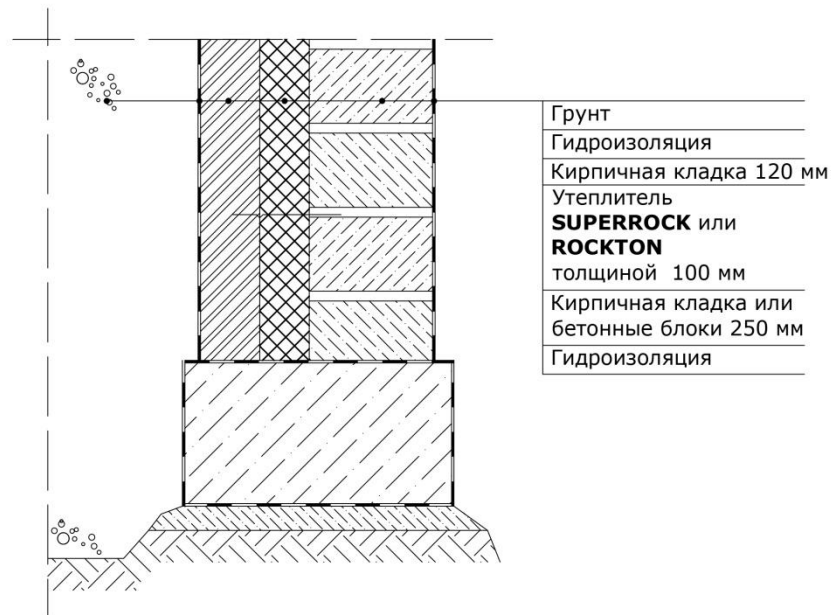 Грунт
Гидроизоляция
Кирпичная кладка 120 мм
Утеплитель
SUPERROCK или
ROCKTON
толщиной 100 мм
Кирпичная кладка или
бетонные блоки 250 мм
Гидроизоляция